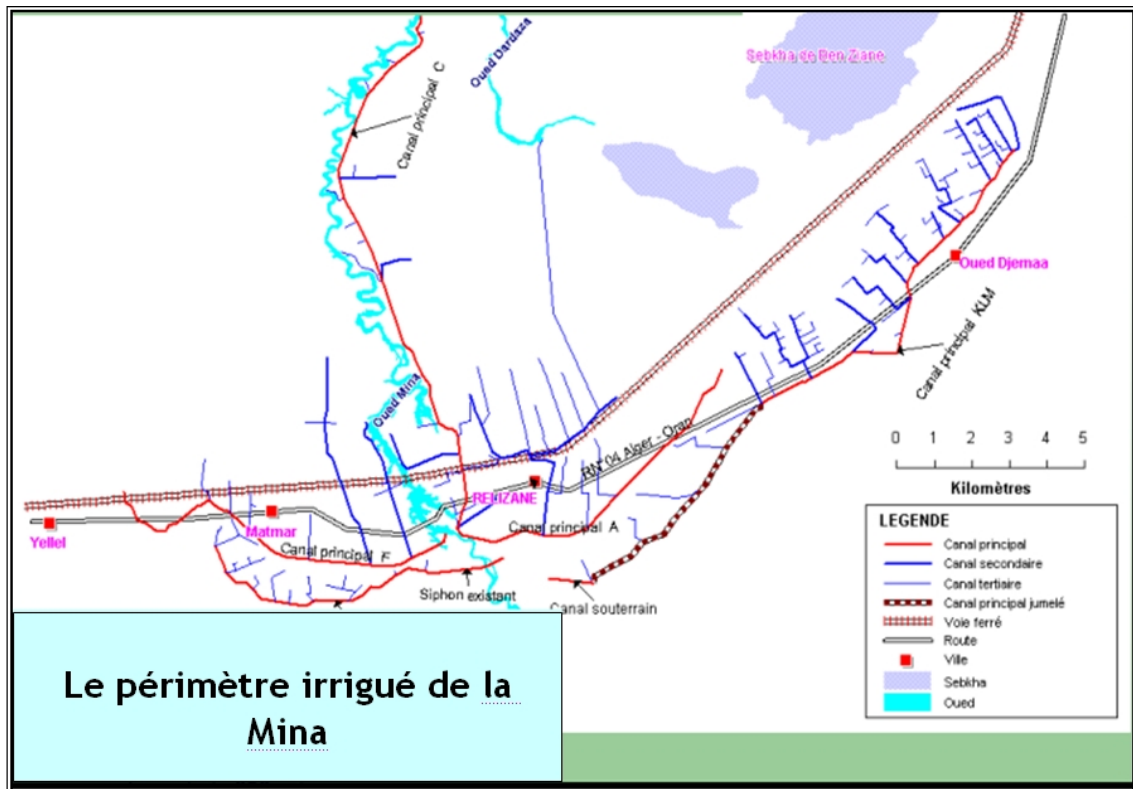 Oued Dardaza
Sebkha de Ben Ziane
Canal principal C
Oued Djemaa
Canal principal KLM
Oued Mina
RN°04 Alger - Oran
RELIZANE
Canal principal A
Yellel
Matmar
Canal principal F
Siphon existant
Canal souterrain
0 1 2 3 4 5
Kilomètres
LEGENDE
Canal principal
Canal secondaire
Canal tertiaire
Canal principal jumelé
Voie ferré
Route
Ville
Sebkha
Oued
Le périmètre irrigué de la
Mina